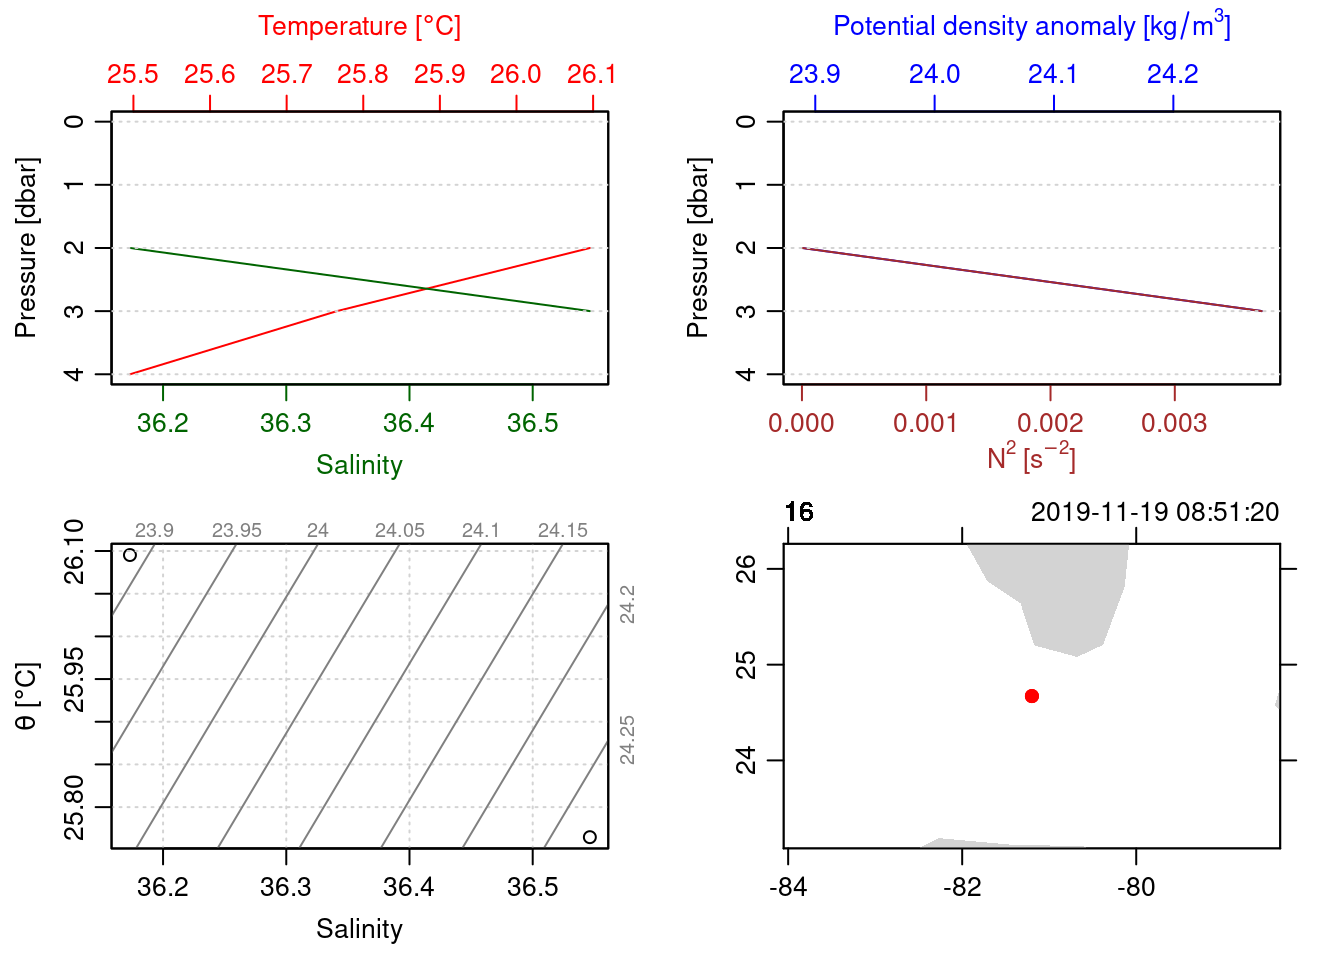 Temperature [°C]
25.5 25.6 25.7 25.8 25.9 26.0 26.1
Pressure [dbar]
0
1
2
3
4
36.2 36.3 36.4 36.5
Salinity
Potential density anomaly [kg/m³]
23.9 24.0 24.1 24.2
Pressure [dbar]
0
1
2
3
4
0.000 0.001 0.002 0.003
N² [s⁻²]
23.9 23.95 24 24.05 24.1 24.15
24.2
24.25
θ [°C]
26.10
25.95
25.80
36.2 36.3 36.4 36.5
Salinity
16 2019-11-19 08:51:20
26
25
24
-84 -82 -80